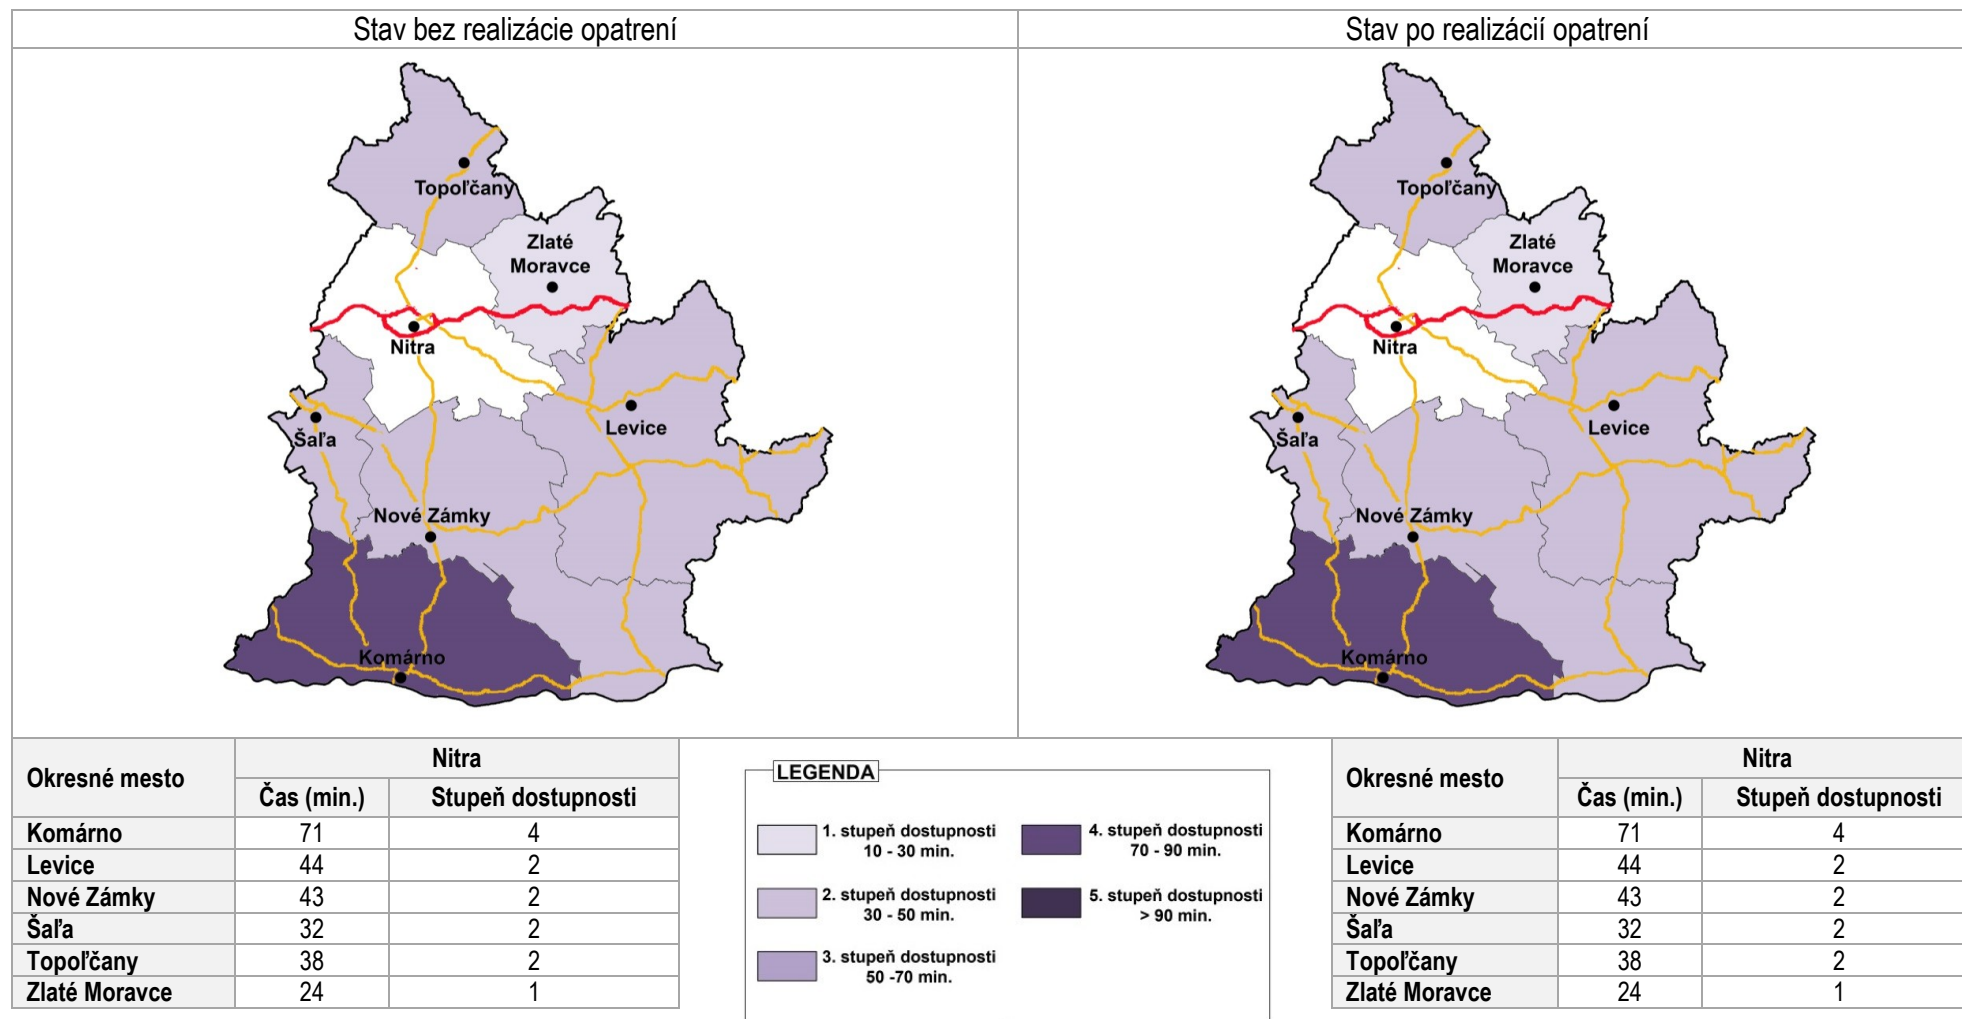 Stav bez realizácie opatrení
Stav po realizácií opatrení
Topoľčany
Zlaté
Moravce
Nitra
Šaľa
Levice
Nové Zámky
Komárno
Topoľčany
Zlaté
Moravce
Nitra
Šaľa
Levice
Nové Zámky
Komárno
Okresné mesto Nitra
Čas (min.) Stupeň dostupnosti
Komárno 71 4
Levice 44 2
Nové Zámky 43 2
Šaľa 32 2
Topoľčany 38 2
Zlaté Moravce 24 1
LEGENDA
1. stupeň dostupnosti
10 - 30 min.
2. stupeň dostupnosti
30 - 50 min.
3. stupeň dostupnosti
50 -70 min.
4. stupeň dostupnosti
70 - 90 min.
5. stupeň dostupnosti
> 90 min.
Okresné mesto Nitra
Čas (min.) Stupeň dostupnosti
Komárno 71 4
Levice 44 2
Nové Zámky 43 2
Šaľa 32 2
Topoľčany 38 2
Zlaté Moravce 24 1